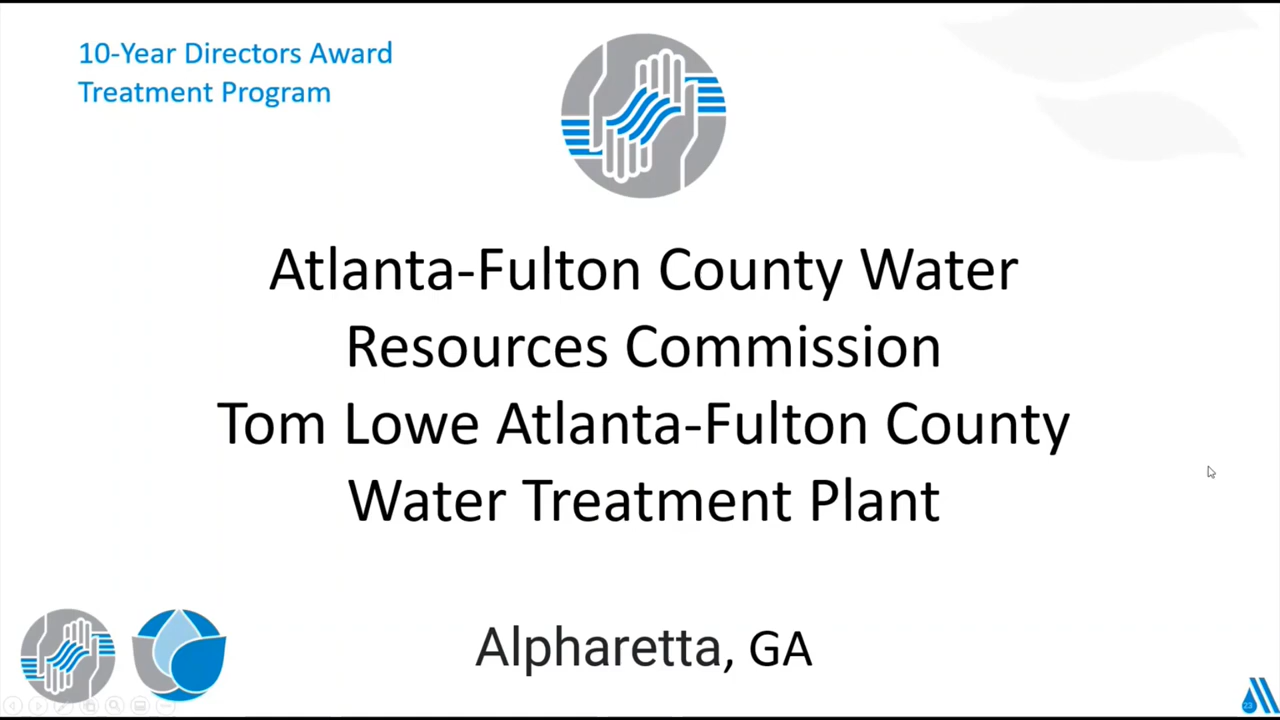 10-Year Directors Award
Treatment Program
Atlanta-Fulton County Water
Resources Commission
Tom Lowe Atlanta-Fulton County
Water Treatment Plant
Alpharetta, GA
23